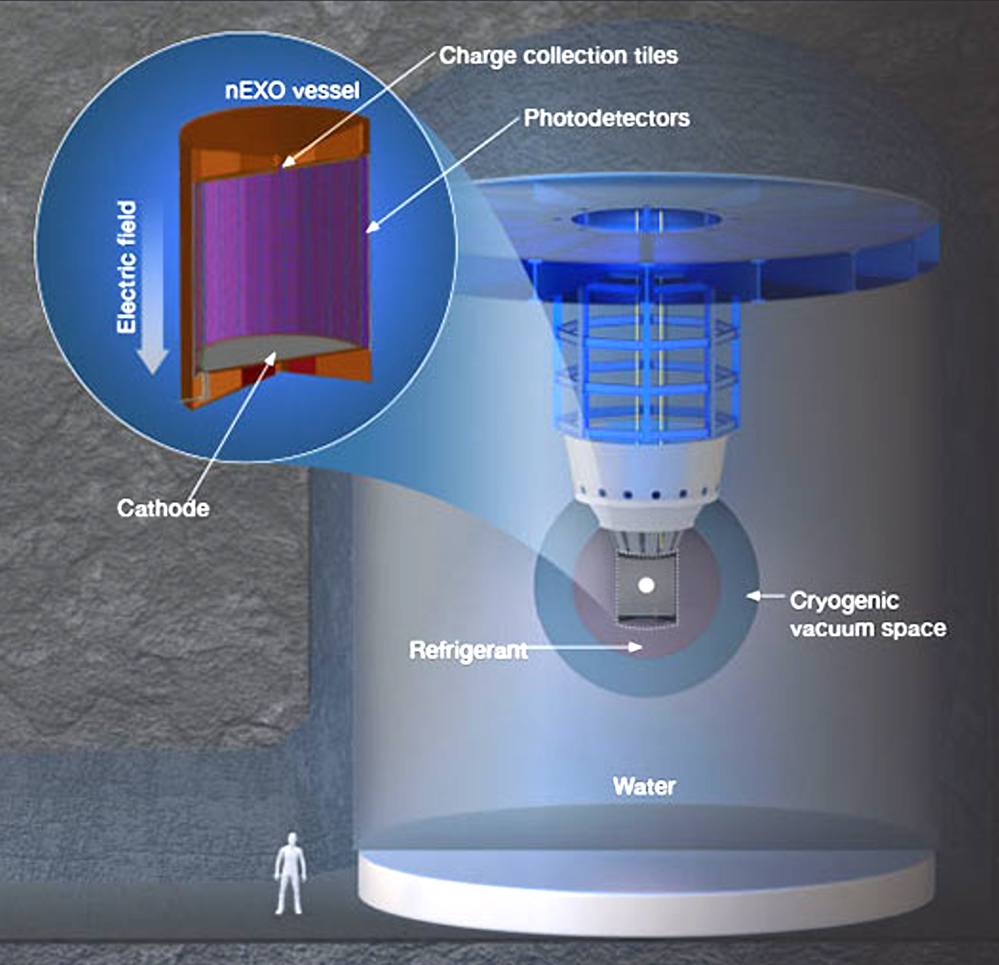 Charge collection tiles
nEXO vessel
Photodetectors
Electric field
Cathode
Cryogenic
vacuum space
Refrigerant
Water